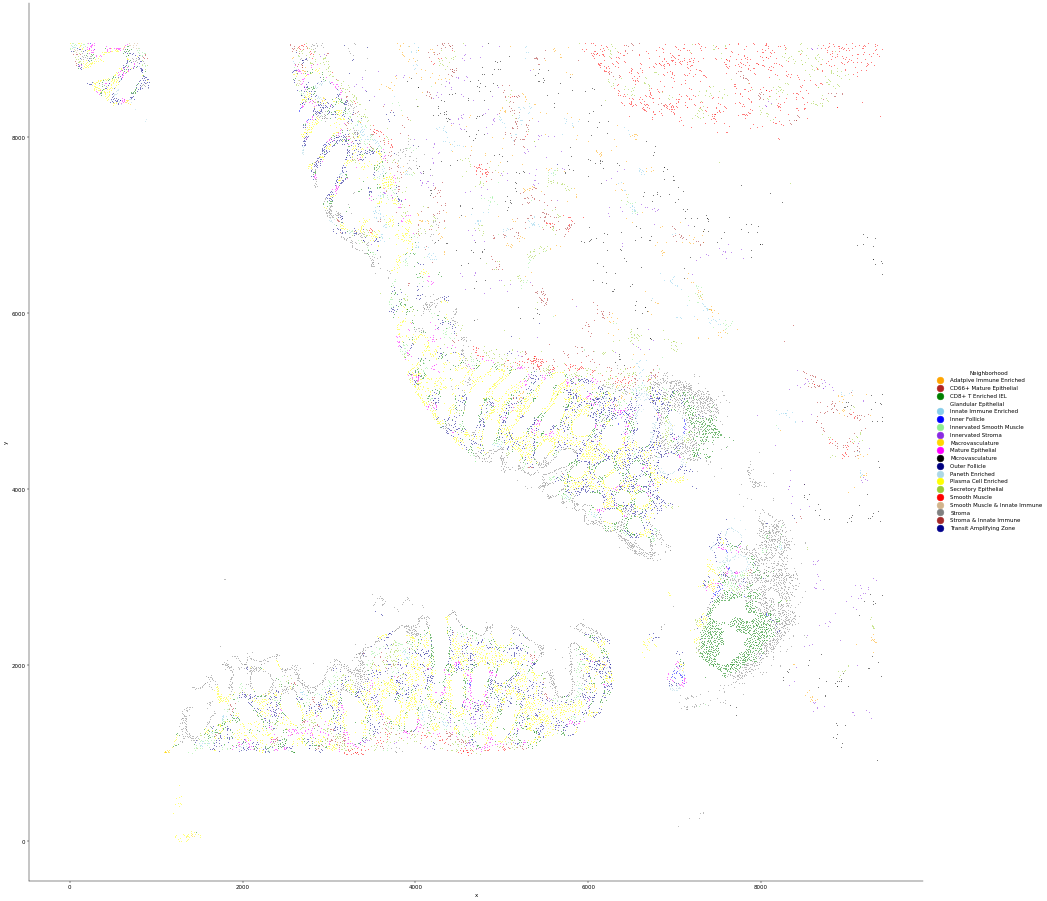 8000
6000
4000
2000
0
y
0
2000
4000
6000
8000
x
Neighborhood
Adatpive Immune Enriched
CD66+ Mature Epithelial
CD8+ T Enriched IEL
Glandular Epithelial
Innate Immune Enriched
Inner Follicle
Innervated Smooth Muscle
Innervated Stroma
Macrovasculature
Mature Epithelial
Microvasculature
Outer Follicle
Paneth Enriched
Plasma Cell Enriched
Secretory Epithelial
Smooth Muscle
Smooth Muscle & Innate Immune
Stroma
Stroma & Innate Immune
Transit Amplifying Zone